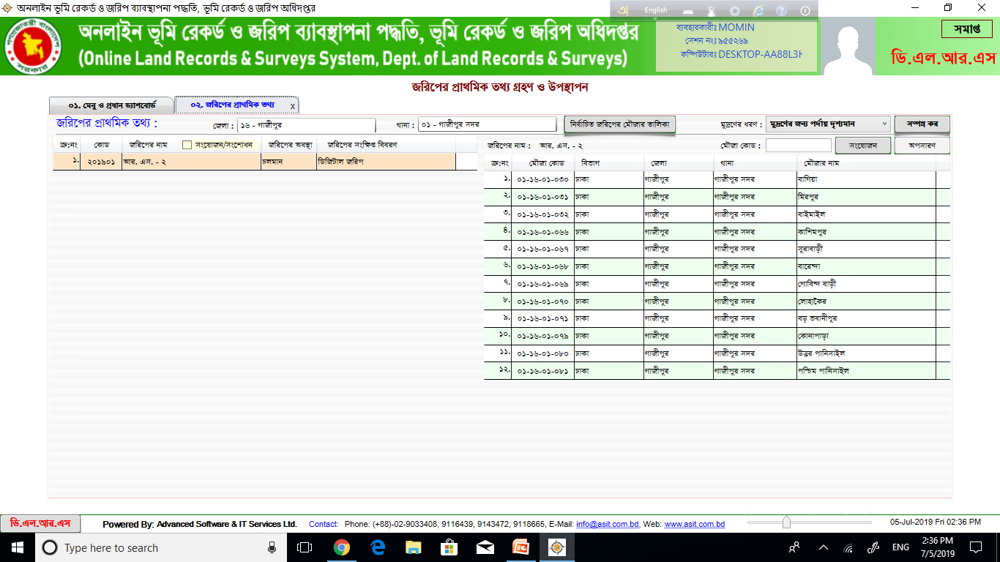 অনলাইন ভূমি রেকর্ড ও জরিপ ব্যাবস্থাপনা পদ্ধতি, ভূমি রেকর্ড ও জরিপ অধিদপ্তর
অ English
অনলাইন ভূমি রেকর্ড ও জরিপ ব্যাবস্থাপনা পদ্ধতি, ভূমি রেকর্ড ও জরিপ অধিদপ্তর
(Online Land Records & Surveys System, Dept. of Land Records & Surveys)
ব্যবহারকারীঃ MOMIN
সেশন নংঃ ৯৫৫২৬৯
কম্পিউটারঃ DESKTOP-AA88L3H
সমাপ্ত
ডি.এল.আর.এস
জরিপের প্রাথমিক তথ্য গ্রহণ ও উপস্থাপন
০১. মেনু ও প্রধান ড্যাশবোর্ড ০২. জরিপের প্রাথমিক তথ্য x
জরিপের প্রাথমিক তথ্য : জেলা : ১৬ - গাজীপুর থানা : ০১ - গাজীপুর সদর নির্বাচিত জরিপের মৌজার তালিকা মুদ্রণের ধরণ : মুদ্রণের জন্য পর্দায় দৃশ্যমান সম্পন্ন কর
ক্র:নং কোড জরিপের নাম সংযোজন/সংশোধন জরিপের অবস্থা জরিপের সংক্ষিপ্ত বিবরণ
১. ২০১৯০১ আর. এস. - ২ চলমান ডিজিটাল জরিপ
জরিপের নাম : আর. এস. - ২ মৌজা কোড : সংযোজন অপসারণ
ক্র:নং মৌজা কোড বিভাগ জেলা থানা মৌজার নাম
১. ০১-১৬-০১-০৩০ ঢাকা গাজীপুর গাজীপুর সদর বাগিয়া
২. ০১-১৬-০১-০৩১ ঢাকা গাজীপুর গাজীপুর সদর মিরপুর
৩. ০১-১৬-০১-০৩২ ঢাকা গাজীপুর গাজীপুর সদর বাইমাইল
৪. ০১-১৬-০১-০৬৬ ঢাকা গাজীপুর গাজীপুর সদর কাশিমপুর
৫. ০১-১৬-০১-০৬৭ ঢাকা গাজীপুর গাজীপুর সদর সুরাবাড়ী
৬. ০১-১৬-০১-০৬৮ ঢাকা গাজীপুর গাজীপুর সদর বারেন্দা
৭. ০১-১৬-০১-০৬৯ ঢাকা গাজীপুর গাজীপুর সদর গোবিন্দ বাড়ী
৮. ০১-১৬-০১-০৭০ ঢাকা গাজীপুর গাজীপুর সদর লোহাকৈর
৯. ০১-১৬-০১-০৭১ ঢাকা গাজীপুর গাজীপুর সদর বড় ভবানীপুর
১০. ০১-১৬-০১-০৭৯ ঢাকা গাজীপুর গাজীপুর সদর কোনাপাড়া
১১. ০১-১৬-০১-০৮০ ঢাকা গাজীপুর গাজীপুর সদর উত্তর পানিসাইল
১২. ০১-১৬-০১-০৮১ ঢাকা গাজীপুর গাজীপুর সদর পশ্চিম পানিসাইল
ডি.এল.আর.এস Powered By: Advanced Software & IT Services Ltd. Contact: Phone: (+88)-02-9033408, 9116439, 9143472, 9118665, E-Mail: info@asit.com.bd, Web: www.asit.com.bd 05-Jul-2019 Fri 02:36 PM
Type here to search ENG 2:36 PM
7/5/2019